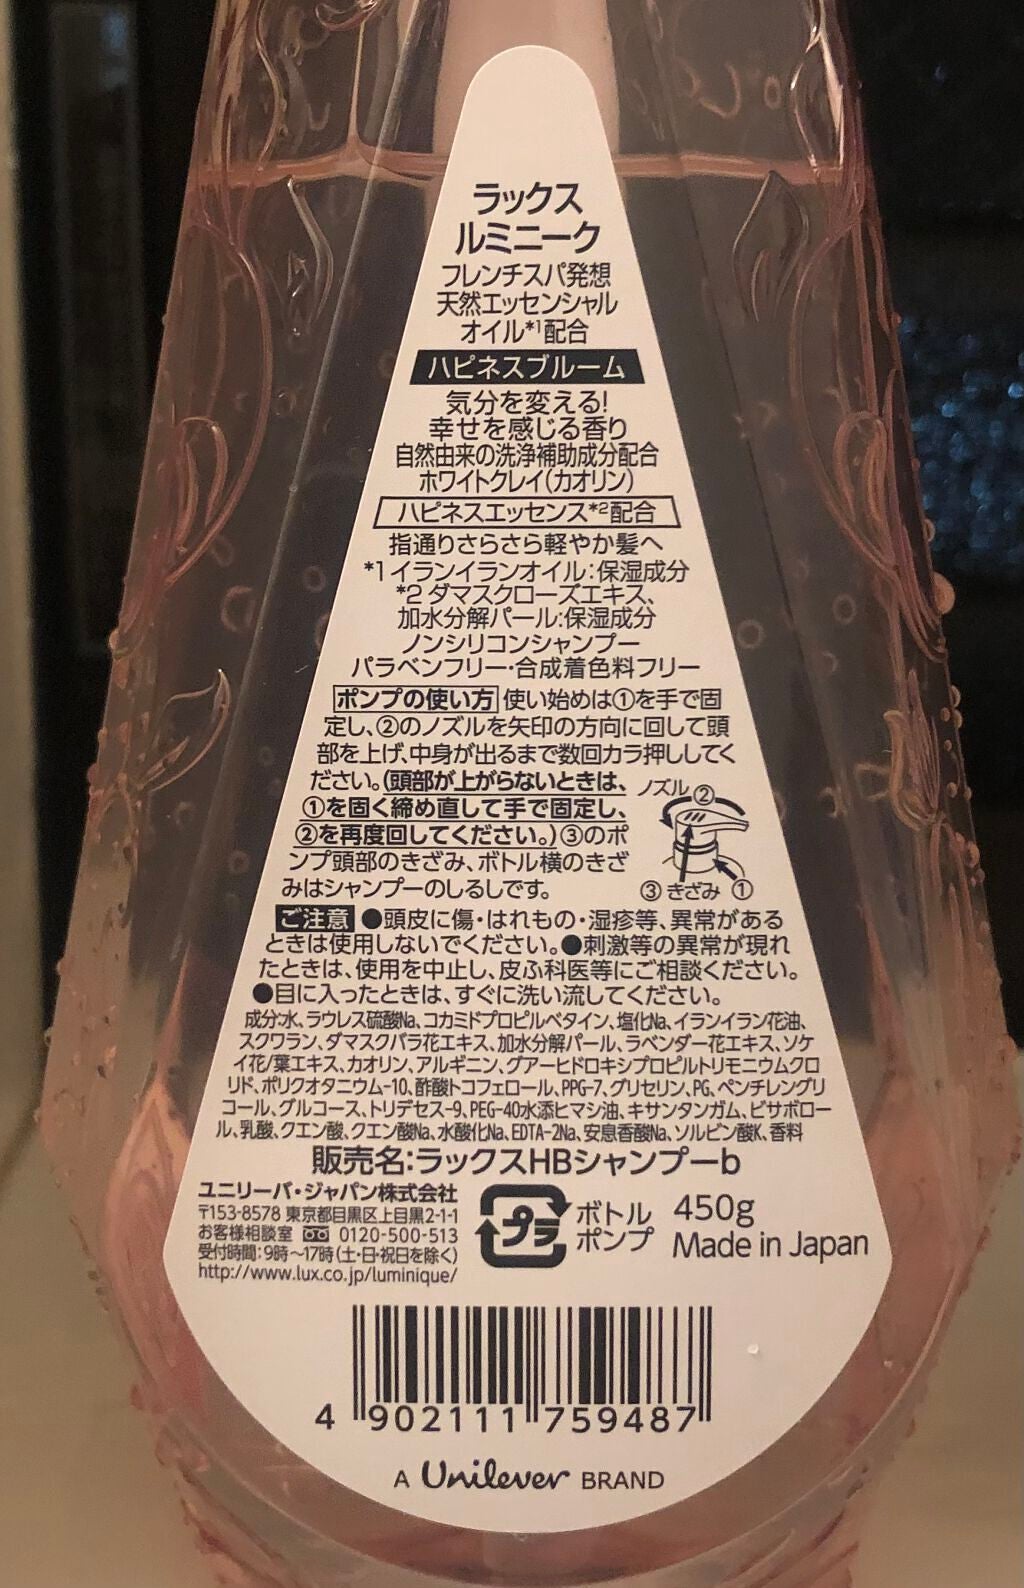 ラックス
ルミニーク
フレンチスパ発想
天然エッセンシャル
オイル*1配合
ハピネスブルーム
気分を変える!
幸せを感じる香り
自然由来の洗浄補助成分配合
ホワイトクレイ(カオリン)
ハピネスエッセンス*2配合
指通りさらさら軽やか髪へ
*1 イランイランオイル:保湿成分
*2 ダマスクローズエキス、
加水分解パール:保湿成分
ノンシリコンシャンプー
パラベンフリー・合成着色料フリー
ポンプの使い方 使い始めは①を手で固
定し、②のノズルを矢印の方向に回して頭
部を上げ、中身が出るまで数回カラ押ししてく
ださい。(頭部が上がらないときは、
①を固く締め直して手で固定し、
②を再度回してください。)③のポ
ンプ頭部のきざみ、ボトル横のきざ
みはシャンプーのしるしです。
ノズル ②
③ きざみ ①
ご注意 ●頭皮に傷・はれもの・湿疹等、異常がある
ときは使用しないでください。●刺激等の異常が現れ
たときは、使用を中止し、皮ふ科医等にご相談ください。
●目に入ったときは、すぐに洗い流してください。
成分:水、ラウレス硫酸Na、コカミドプロピルベタイン、塩化Na、イランイラン花油、
スクワラン、ダマスクバラ花エキス、加水分解パール、ラベンダー花エキス、ソケ
イ花/葉エキス、カオリン、アルギニン、グアーヒドロキシプロピルトリモニウムクロ
リド、ポリクオタニウム-10、酢酸トコフェロール、PPG-7、グリセリン、PG、ペンチレングリ
コール、グルコース、トリデセス-9、PEG-40水添ヒマシ油、キサンタンガム、ビサボロー
ル、乳酸、クエン酸、クエン酸Na、水酸化Na、EDTA-2Na、安息香酸Na、ソルビン酸K、香料
販売名:ラックスHBシャンプーb
ユニリーバ・ジャパン株式会社
〒153-8578 東京都目黒区上目黒2-1-1
お客様相談室 0120-500-513
受付時間:9時〜17時(土・日・祝日を除く)
http://www.lux.co.jp/luminique/
プラ
ボトル
ポンプ
450g
Made in Japan
4 902111 759487
A Unilever BRAND